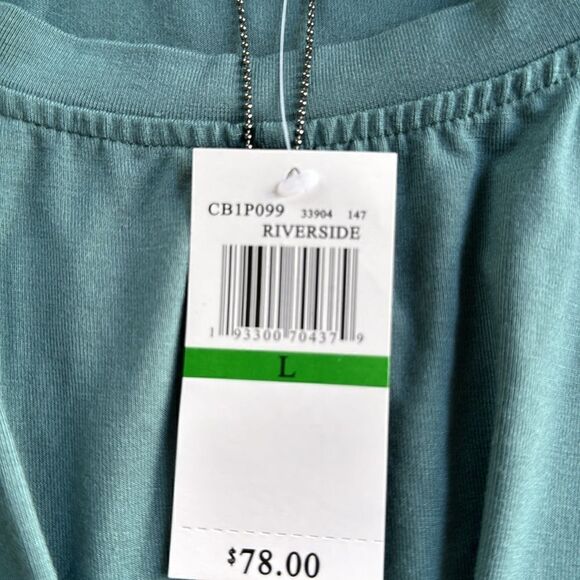 CB1P099 33904 147
RIVERSIDE
1 93300 70437 9
L
$78.00